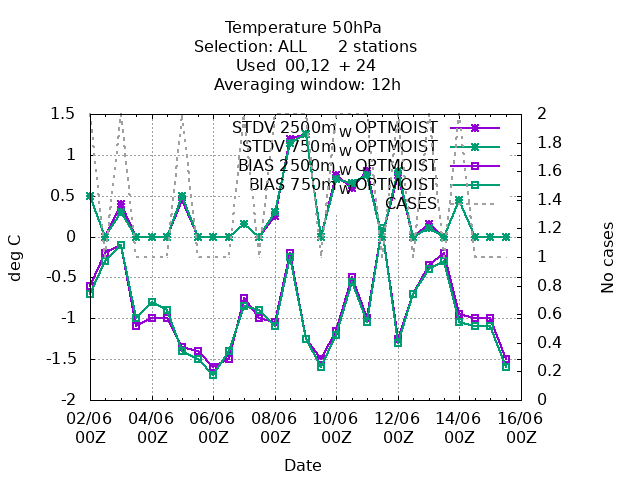 Temperature 50hPa
Selection: ALL 2 stations
Used 00,12 + 24
Averaging window: 12h
STDV 2500m_W OPTMOIST
STDV 750m_W OPTMOIST
BIAS 2500m_W OPTMOIST
BIAS 750m_W OPTMOIST
CASES
1.5
1
0.5
0
-0.5
-1
-1.5
-2
2
1.8
1.6
1.4
1.2
1
0.8
0.6
0.4
0.2
0
deg C
No cases
02/06 04/06 06/06 08/06 10/06 12/06 14/06 16/06
00Z 00Z 00Z 00Z 00Z 00Z 00Z 00Z
Date